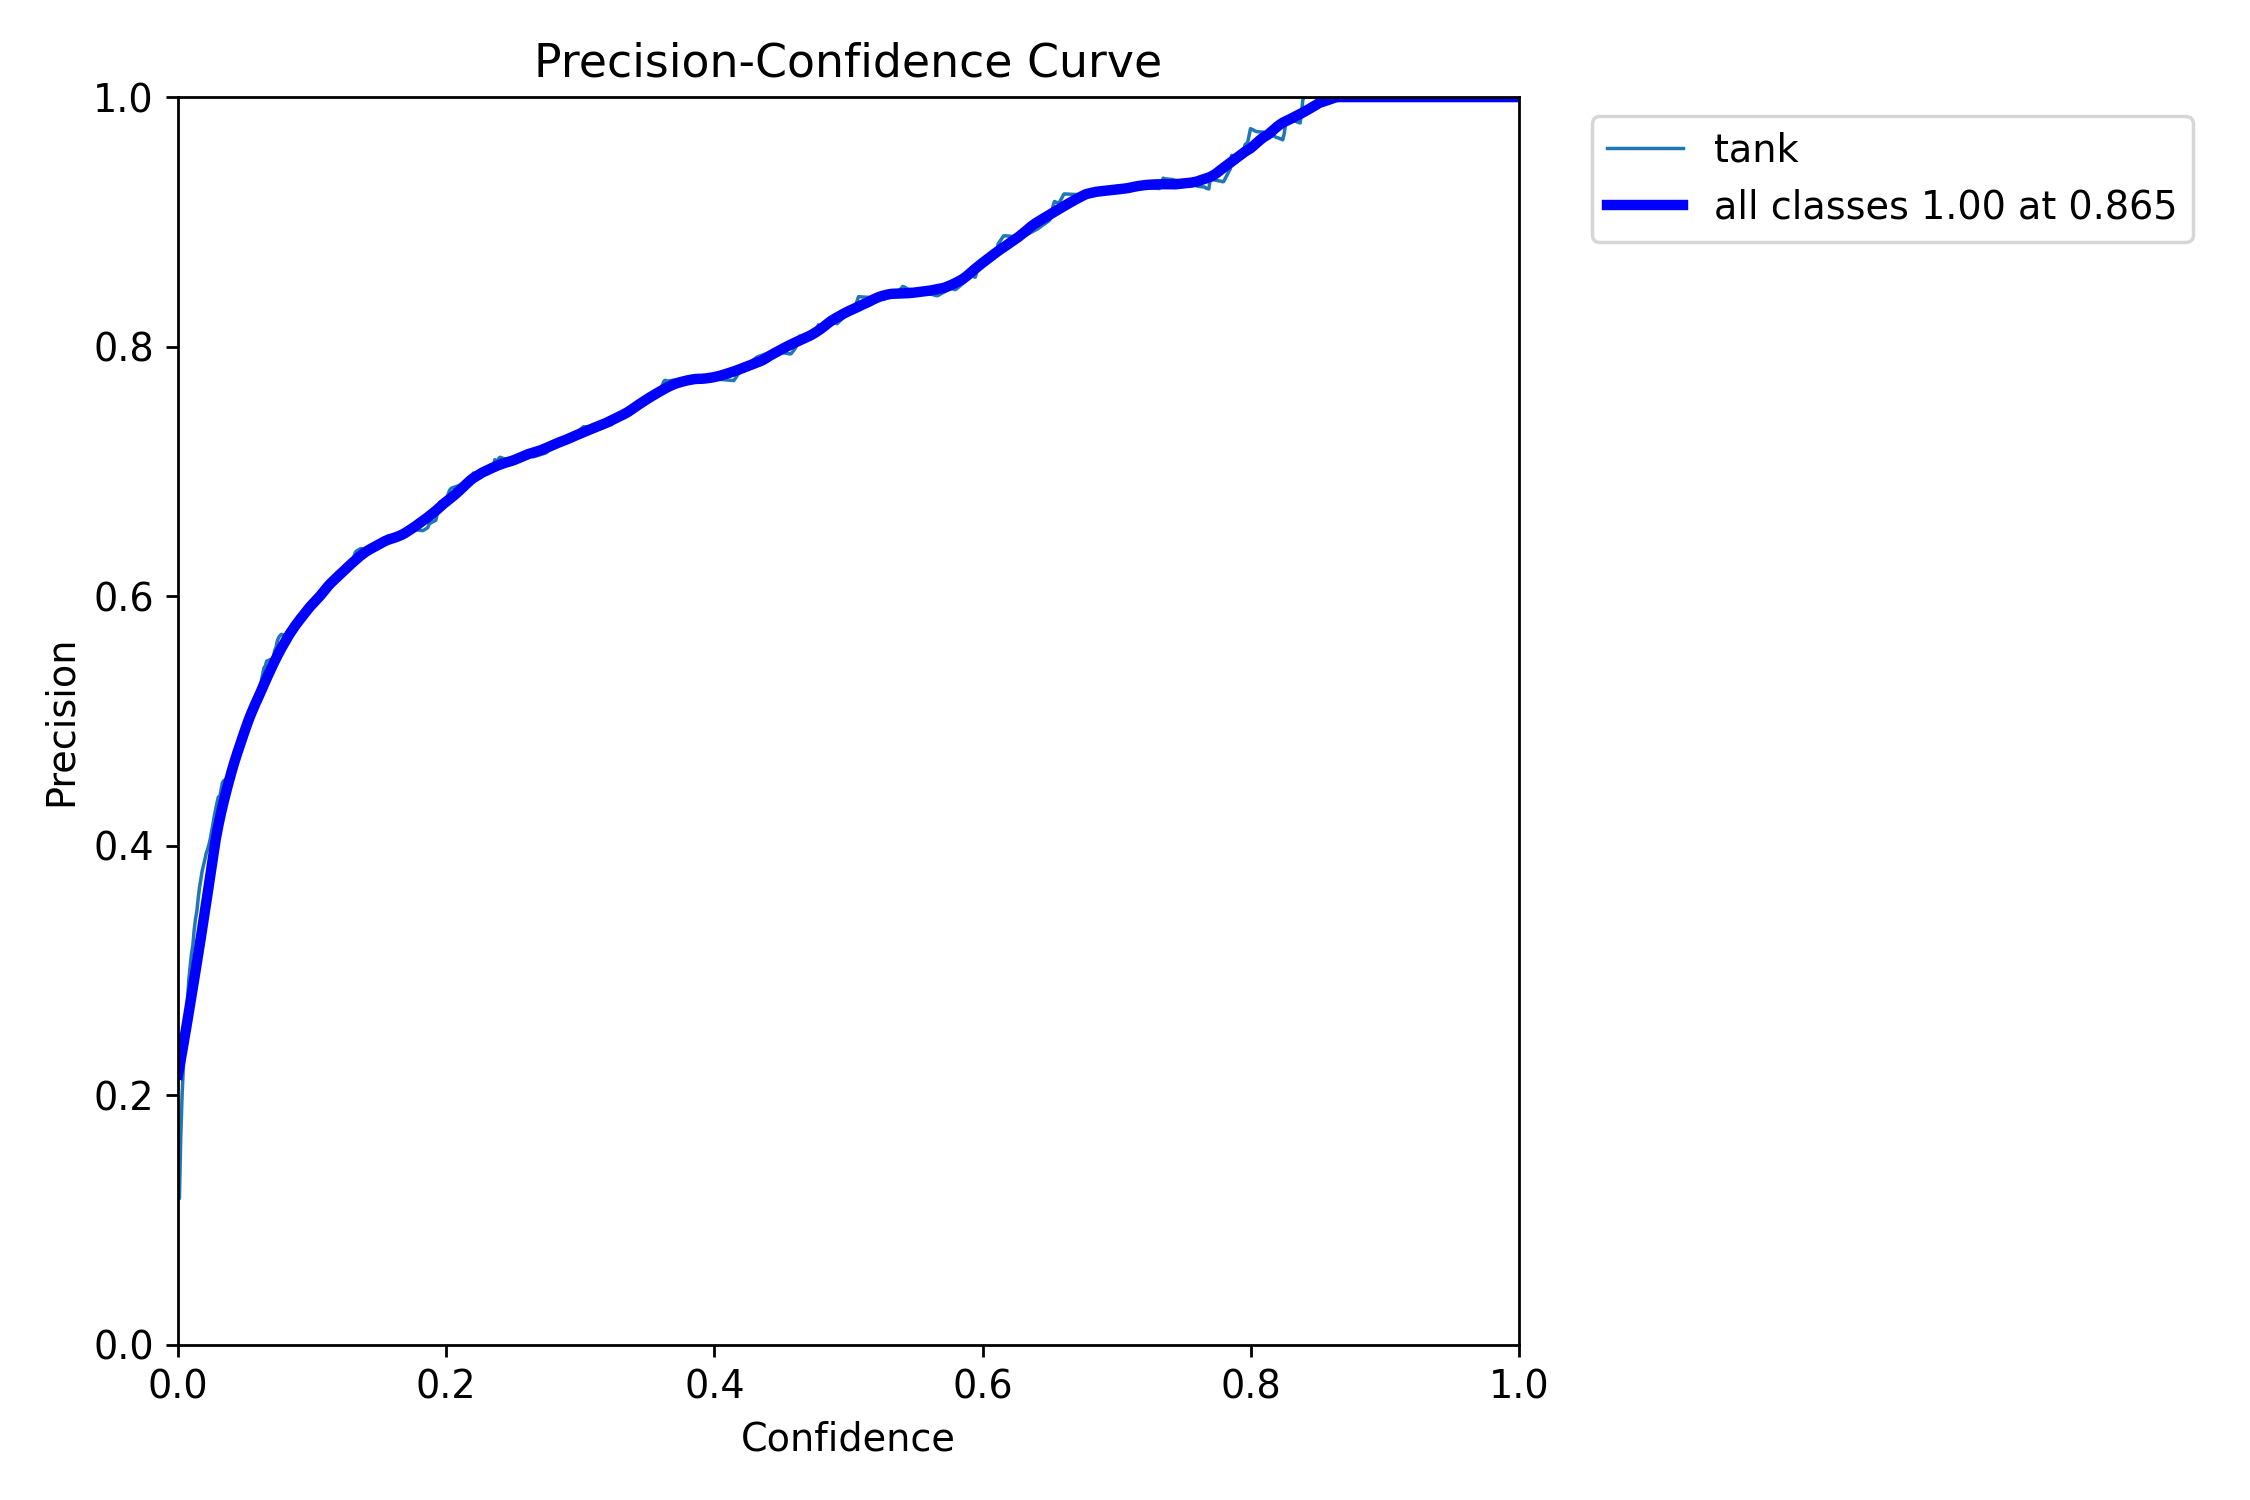 Precision-Confidence Curve
1.0
0.8
0.6
0.4
0.2
0.0
Precision
0.0 0.2 0.4 0.6 0.8 1.0
Confidence
tank
all classes 1.00 at 0.865